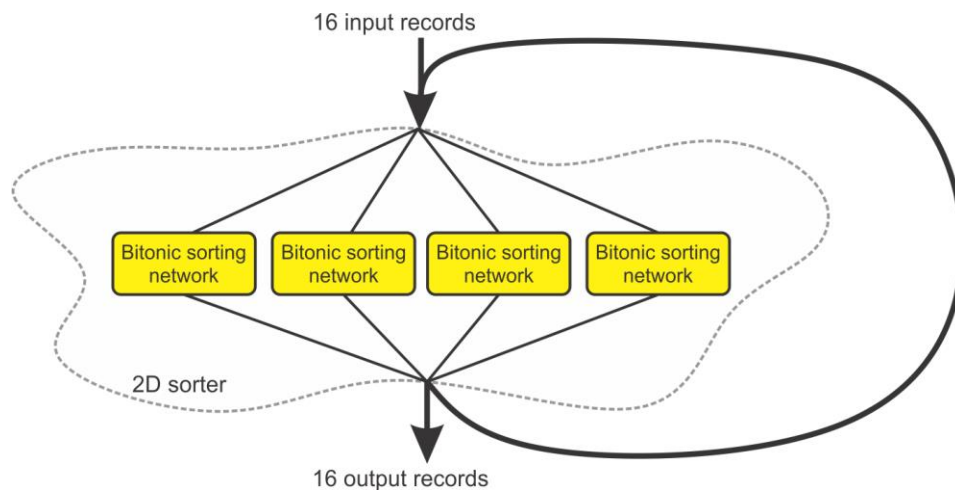 16 input records
Bitonic sorting
network
Bitonic sorting
network
Bitonic sorting
network
Bitonic sorting
network
2D sorter
16 output records